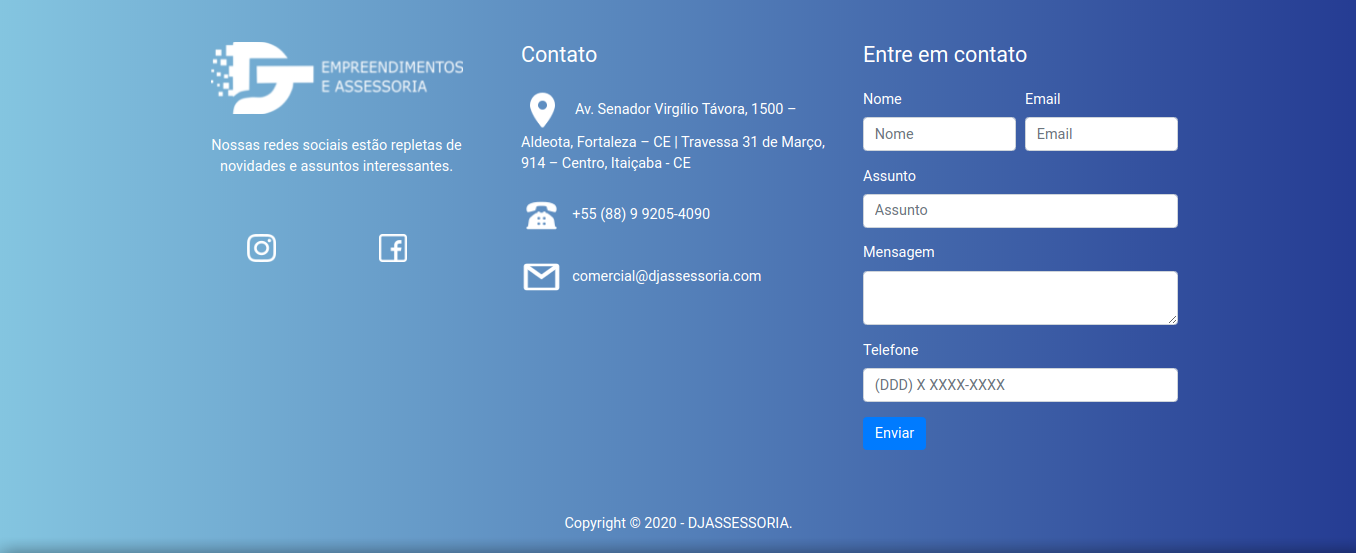 EMPREENDIMENTOS
E ASSESSORIA
Nossas redes sociais estão repletas de
novidades e assuntos interessantes.
Contato
Av. Senador Virgílio Távora, 1500 –
Aldeota, Fortaleza – CE | Travessa 31 de Março,
914 – Centro, Itaiçaba - CE
+55 (88) 9 9205-4090
comercial@djassessoria.com
Entre em contato
Nome
Email
Nome
Email
Assunto
Assunto
Mensagem
Telefone
(DDD) X XXXX-XXXX
Enviar
Copyright © 2020 - DJASSESSORIA.